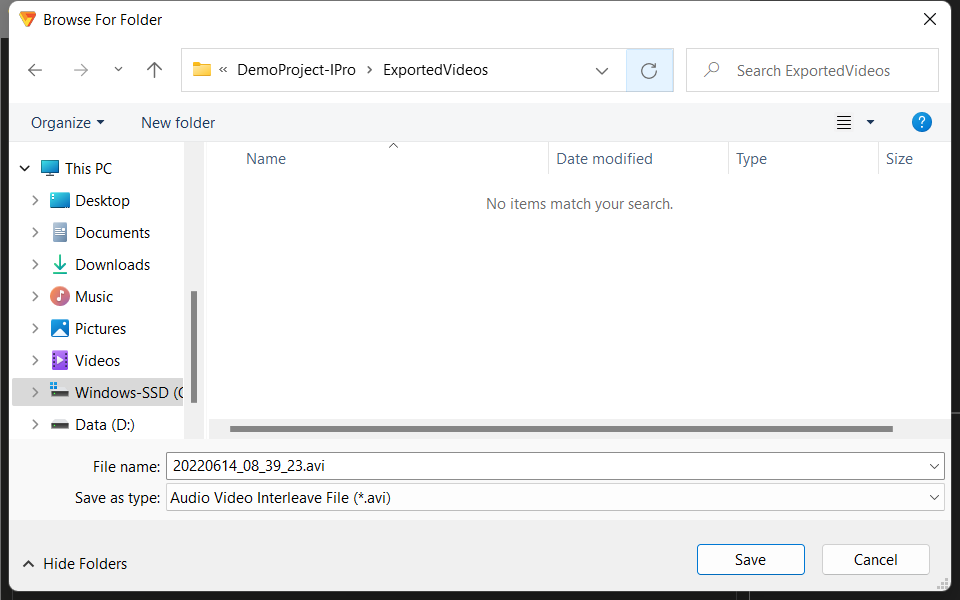 Browse For Folder
« DemoProject-IPro > ExportedVideos
Search ExportedVideos
Organize
New folder
?
Name
Date modified
Type
Size
No items match your search.
This PC
Desktop
Documents
Downloads
Music
Pictures
Videos
Windows-SSD (C
Data (D:)
File name: 20220614_08_39_23.avi
Save as type: Audio Video Interleave File (*.avi)
Hide Folders
Save
Cancel